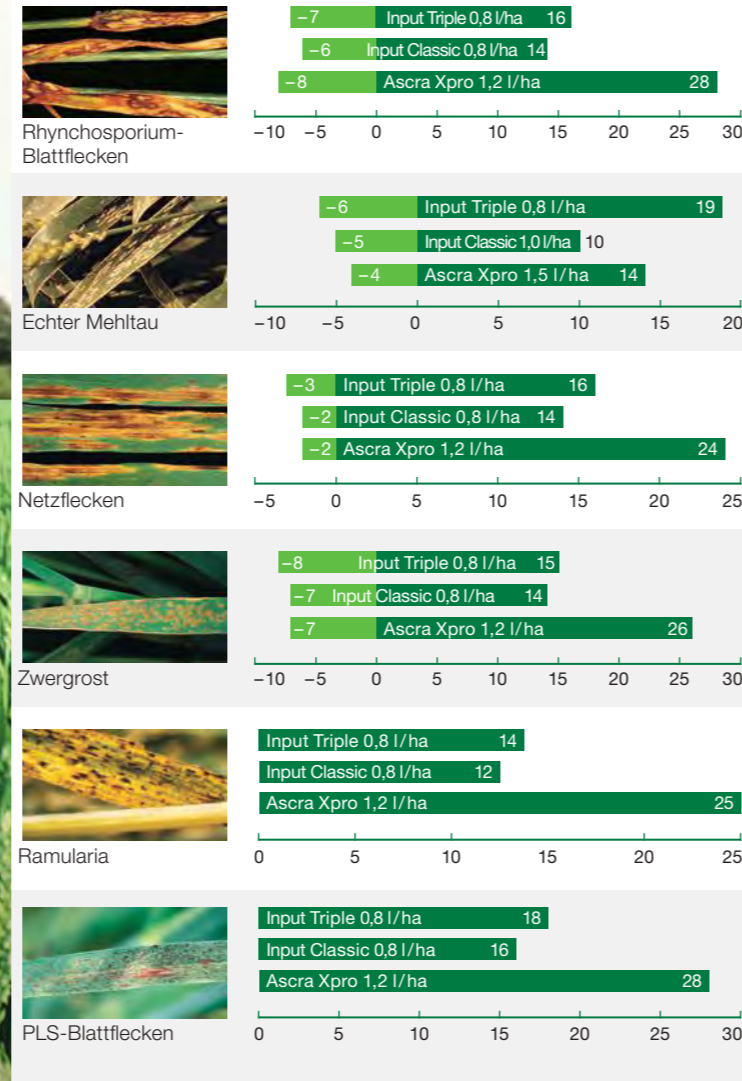 −7 Input Triple 0,8 l/ha 16
−6 Input Classic 0,8 l/ha 14
−8 Ascra Xpro 1,2 l/ha 28
−10 −5 0 5 10 15 20 25 30
Rhynchosporium-
Blattflecken
−6 Input Triple 0,8 l/ha 19
−5 Input Classic 1,0 l/ha 10
−4 Ascra Xpro 1,5 l/ha 14
−10 −5 0 5 10 15 20
Echter Mehltau
−3 Input Triple 0,8 l/ha 16
−2 Input Classic 0,8 l/ha 14
−2 Ascra Xpro 1,2 l/ha 24
−5 0 5 10 15 20 25
Netzflecken
−8 Input Triple 0,8 l/ha 15
−7 Input Classic 0,8 l/ha 14
−7 Ascra Xpro 1,2 l/ha 26
−10 −5 0 5 10 15 20 25 30
Zwergrost
Input Triple 0,8 l/ha 14
Input Classic 0,8 l/ha 12
Ascra Xpro 1,2 l/ha 25
0 5 10 15 20 25
Ramularia
Input Triple 0,8 l/ha 18
Input Classic 0,8 l/ha 16
Ascra Xpro 1,2 l/ha 28
0 5 10 15 20 25 30
PLS-Blattflecken